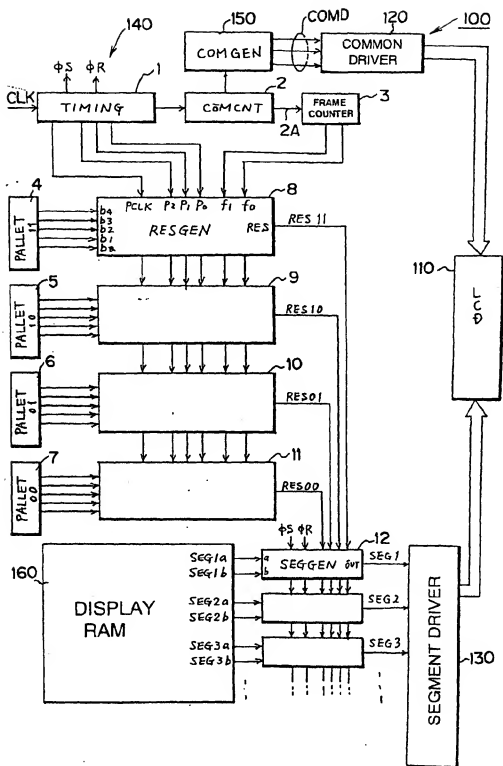 150
COMD
120
100
140
COMGEN
COMMON
DRIVER
ΦS
ΦR
1
2
3
CLK
TIMING
COMCNT
2A
FRAME
COUNTER
4
8
PALLET
11
b4
b3
b2
b1
PCLK
P2
P1
P0
f1
f0
RESGEN
RES
RES 11
5
9
PALLET
10
RES10
110
LCD
6
10
PALLET
01
RES01
7
11
PALLET
00
RES00
ΦS
ΦR
12
160
DISPLAY
RAM
SEG1a
SEG1b
a
b
SEGGEN
OUT
SEG1
SEG2a
SEG2b
SEG2
SEG3a
SEG3b
SEG3
SEGMENT DRIVER
130